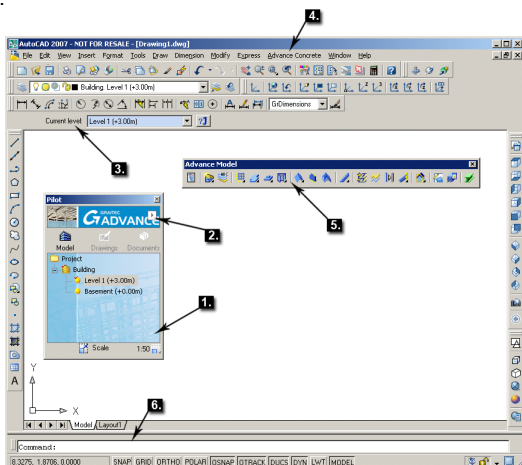 4.
AutoCAD 2007 - NOT FOR RESALE - [Drawing1.dwg]
File Edit View Insert Format Tools Draw Dimension Modify Express Advance Concrete Window Help
Building. Level 1 (+3.00m)
GrDimensions
Current level: Level 1 (+3.00m)
3.
Advance Model
5.
Pilot
GRAITEC
ADVANCE
2.
Model Drawings Documents
Project
Building
Level 1 (+3.00m)
Basement (+0.00m)
1.
Scale 1:50
Y
X
A
6.
Model Layout1
Command:
8.3275, 1.8706, 0.0000 SNAP GRID ORTHO POLAR OSNAP OTRACK DUCS DYN LWT MODEL